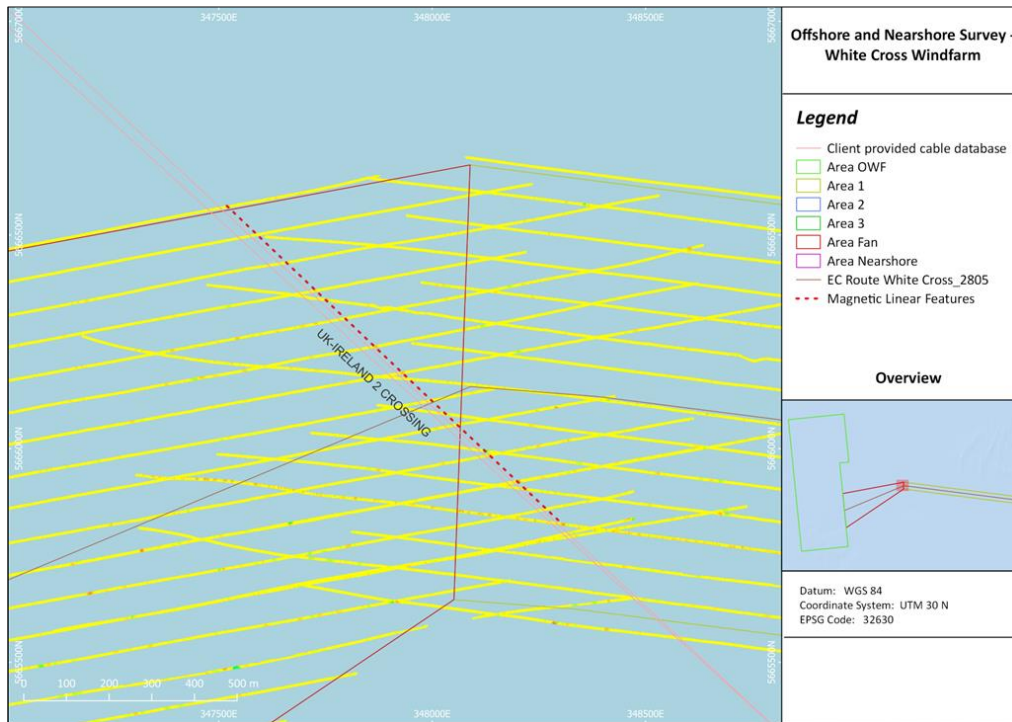 347500E
348000E
348500E
5667000N
5667000N
5666500N
5666500N
UK-IRELAND 2 CROSSING
5666000N
5666000N
5665500N
5665500N
0 100 200 300 400 500 m
347500E
348000E
348500E
Offshore and Nearshore Survey -
White Cross Windfarm
Legend
Client provided cable database
Area OWF
Area 1
Area 2
Area 3
Area Fan
Area Nearshore
EC Route White Cross_2805
Magnetic Linear Features
Overview
Datum: WGS 84
Coordinate System: UTM 30 N
EPSG Code: 32630